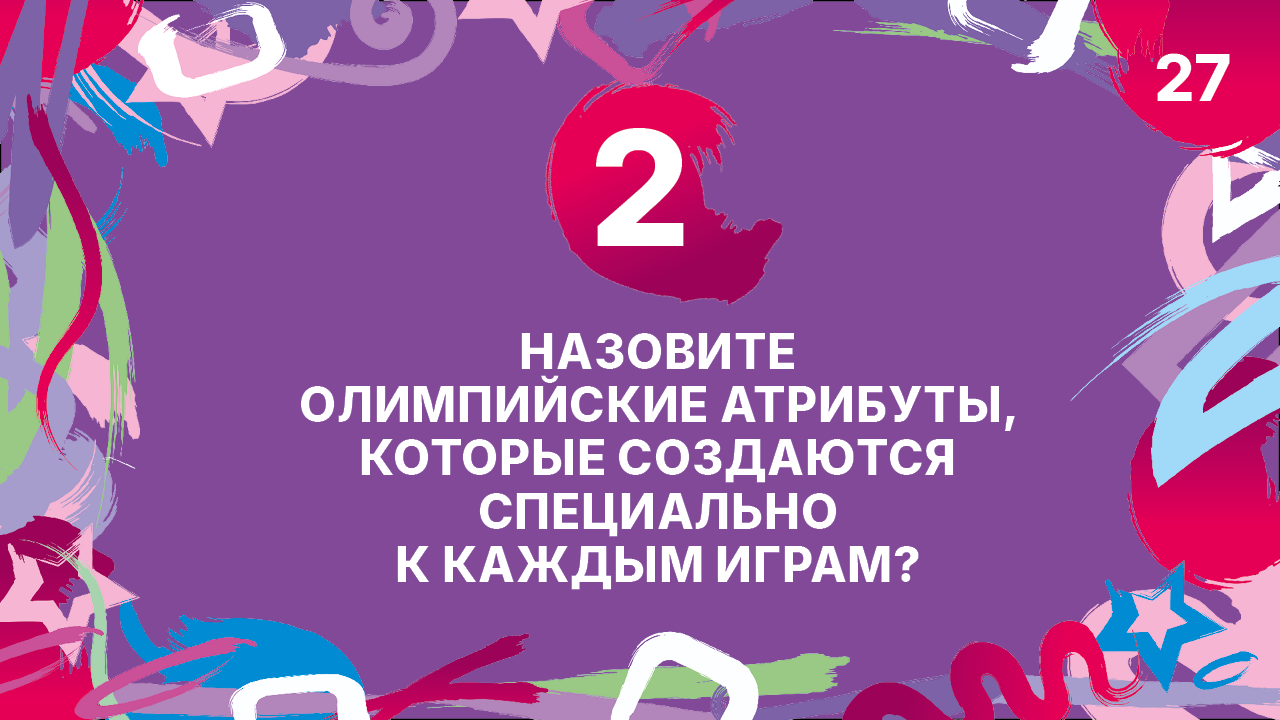 27
2
НАЗОВИТЕ
ОЛИМПИЙСКИЕ АТРИБУТЫ,
КОТОРЫЕ СОЗДАЮТСЯ
СПЕЦИАЛЬНО
К КАЖДЫМ ИГРАМ?